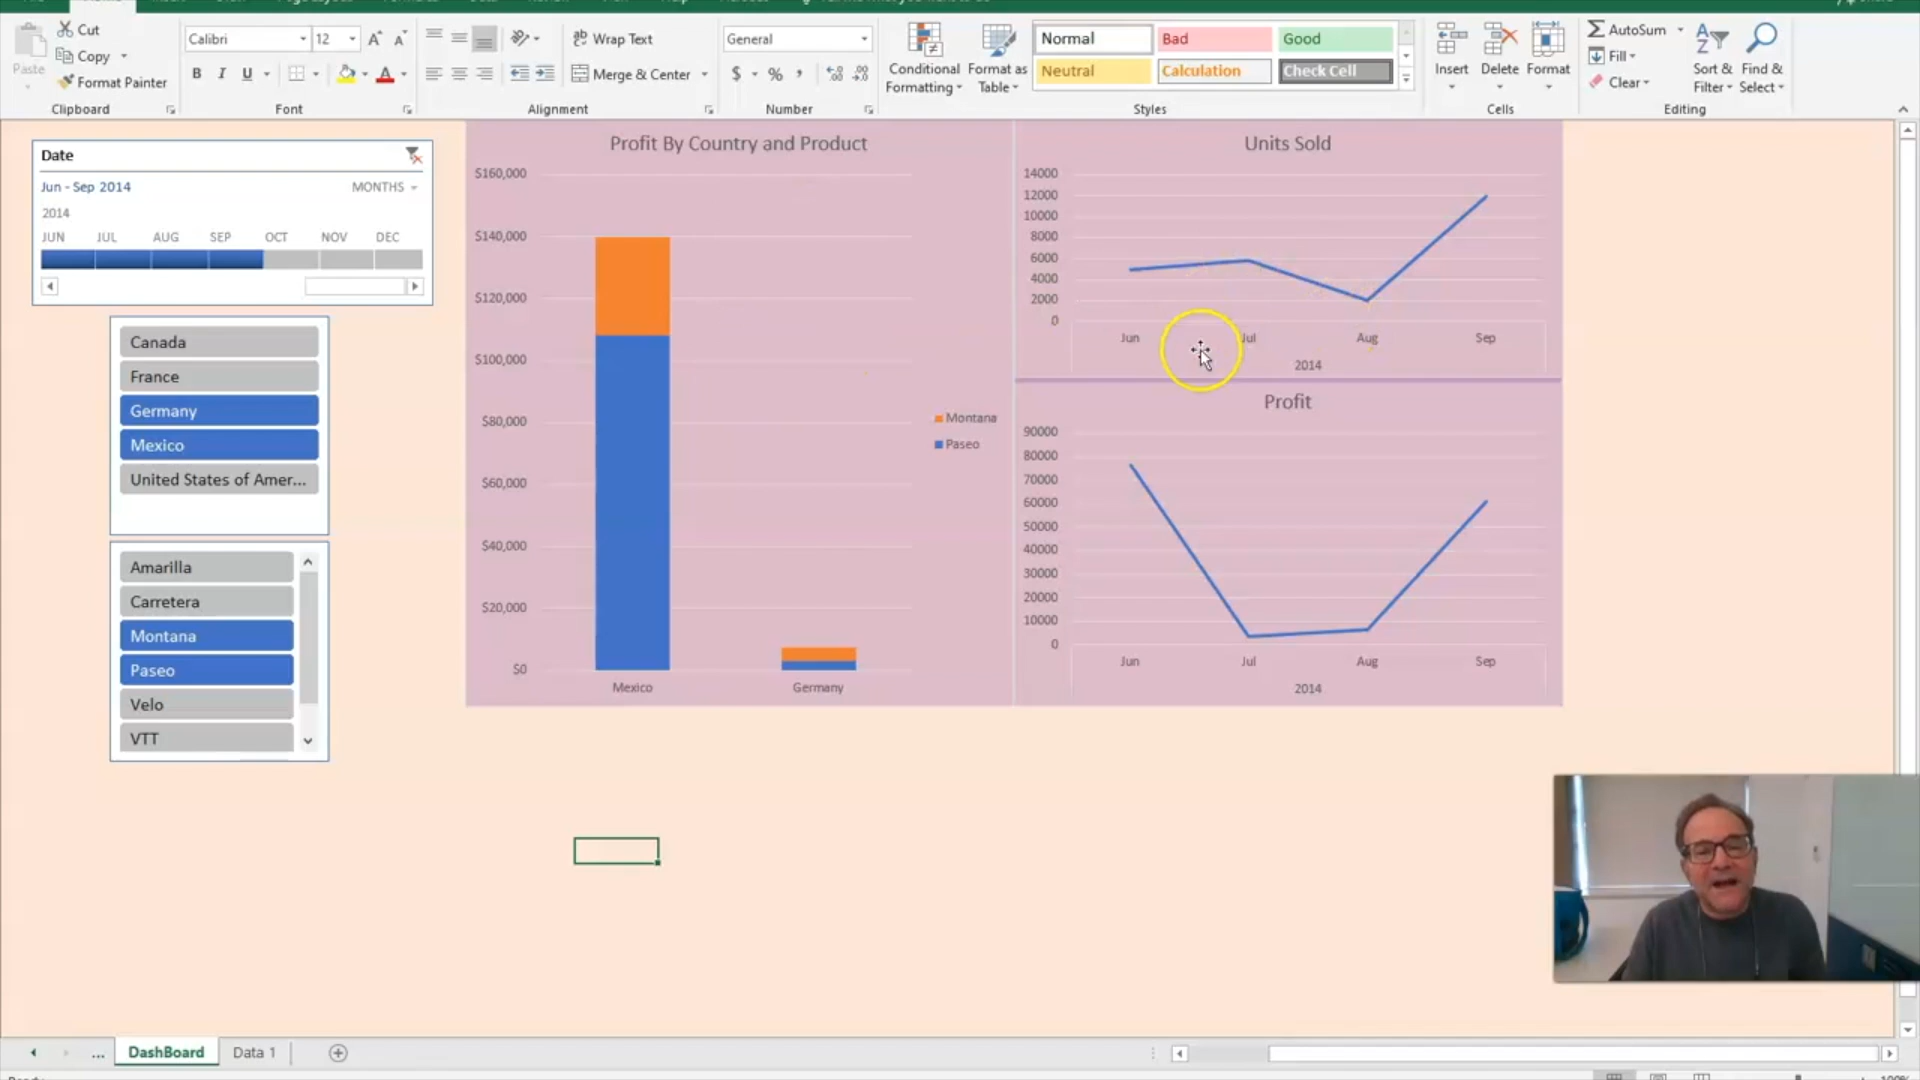 Cut
Copy
Format Painter
Paste
Clipboard
Calibri
12
B I U
A
Font
Wrap Text
Merge & Center
Alignment
General
$ % ,
Number
Conditional Formatting
Format as Table
Normal
Bad
Good
Neutral
Calculation
Check Cell
Styles
Insert
Delete
Format
Cells
AutoSum
Fill
Clear
Sort & Filter
Find & Select
Editing
Date
Jun - Sep 2014
MONTHS
2014
JUN JUL AUG SEP OCT NOV DEC
Canada
France
Germany
Mexico
United States of Amer...
Amarilla
Carretera
Montana
Paseo
Velo
VTT
Profit By Country and Product
$160,000
$140,000
$120,000
$100,000
$80,000
$60,000
$40,000
$20,000
$0
Mexico
Germany
Montana
Paseo
Units Sold
14000
12000
10000
8000
6000
4000
2000
0
Jun
Jul
Aug
Sep
2014
Profit
90000
80000
70000
60000
50000
40000
30000
20000
10000
0
Jun
Jul
Aug
Sep
2014
...
DashBoard
Data 1